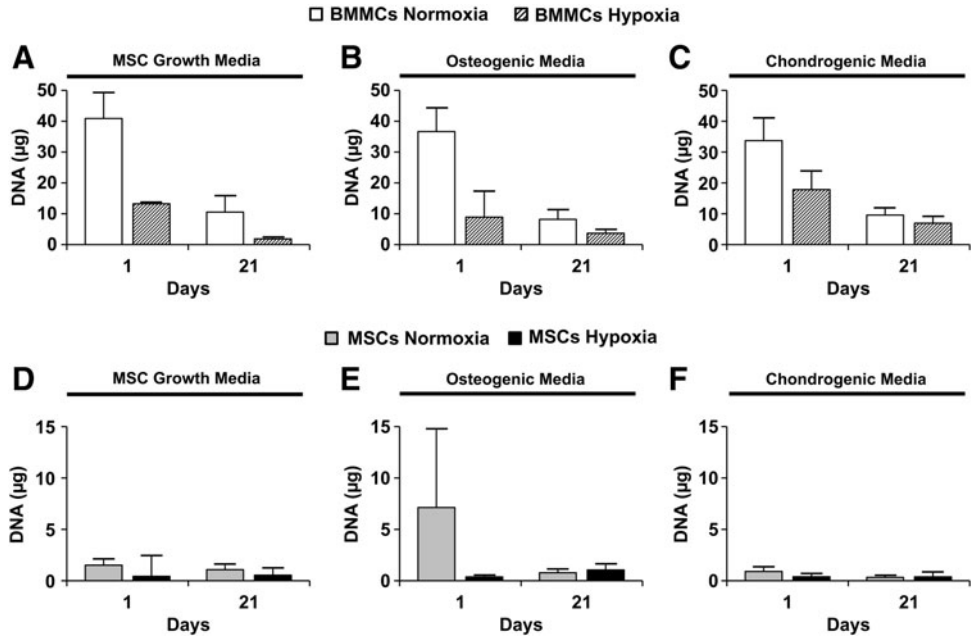 BMMCs Normoxia BMMCs Hypoxia
A MSC Growth Media
DNA (µg)
50
40
30
20
10
0
1 21
Days
B Osteogenic Media
DNA (µg)
50
40
30
20
10
0
1 21
Days
C Chondrogenic Media
DNA (µg)
50
40
30
20
10
0
1 21
Days
MSCs Normoxia MSCs Hypoxia
D MSC Growth Media
DNA (µg)
15
10
5
0
1 21
Days
E Osteogenic Media
DNA (µg)
15
10
5
0
1 21
Days
F Chondrogenic Media
DNA (µg)
15
10
5
0
1 21
Days